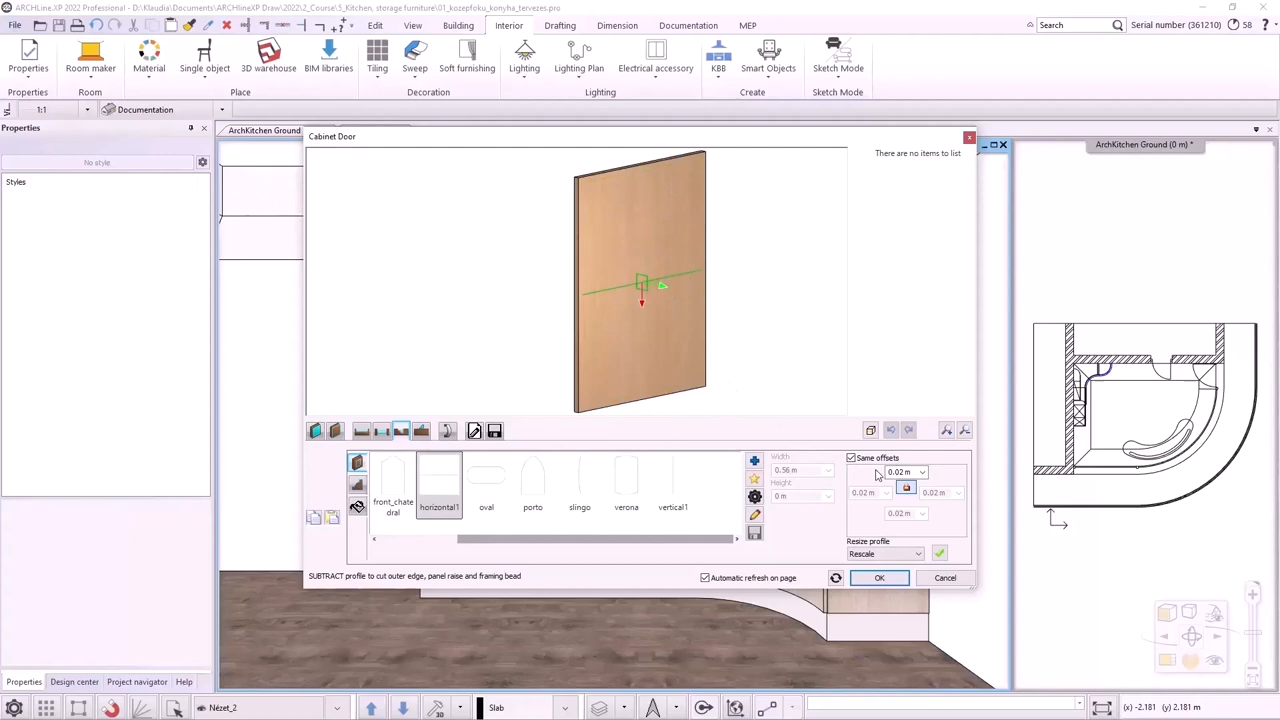 ARCHLine.XP 2022 Professional - D:\Klaudia\Documents\ARCHlineXP Draw\2022\2_Course\5_Kitchen, storage furniture\01_kozepfoku_konyha_tervezes.pro
File Edit View Building Interior Drafting Dimension Documentation MEP Search Serial number (361210) 58
Properties Room maker Material Single object 3D warehouse BIM libraries Tiling Sweep Soft furnishing Lighting Lighting Plan Electrical accessory KBB Smart Objects Sketch Mode
Properties Room Place Decoration Lighting Create Sketch Mode
1:1 Documentation
Properties
ArchKitchen Ground
Cabinet Door
ArchKitchen Ground (0 m) *
There are no items to list
No style
Styles
Width
Same offsets
0.56 m
0.02 m
Height
0.02 m
0.02 m
0 m
0.02 m
front_chate
dral
horizontal1
oval
porto
slingo
verona
vertical1
Resize profile
Rescale
SUBTRACT profile to cut outer edge, panel raise and framing bead
Automatic refresh on page
OK
Cancel
Properties Design center Project navigator Help
Nézet_2
30
Slab
(x) -2.181 (y) 2.181 m